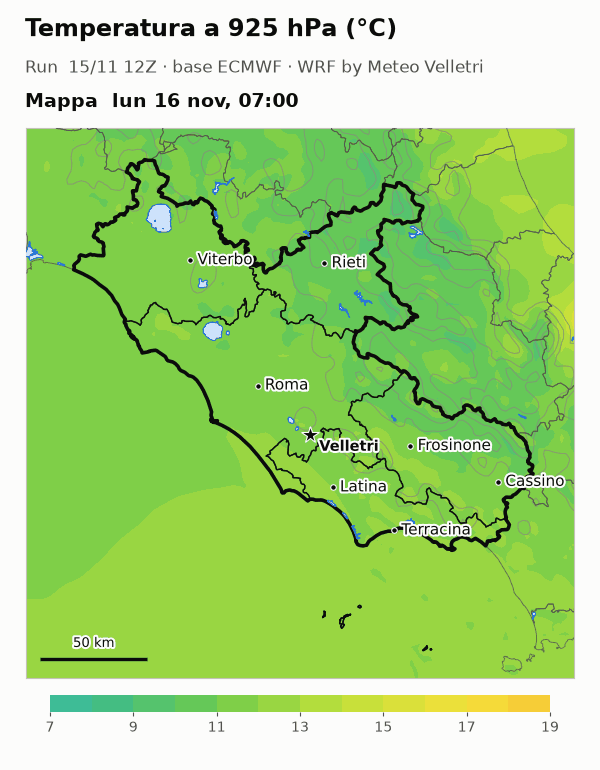 Temperatura a 925 hPa (°C)
Run  15/11 12Z · base ECMWF · WRF by Meteo Velletri
Mappa  lun 16 nov, 07:00
Viterbo
Rieti
Roma
Velletri
Frosinone
Cassino
Latina
Terracina
50 km
7 9 11 13 15 17 19